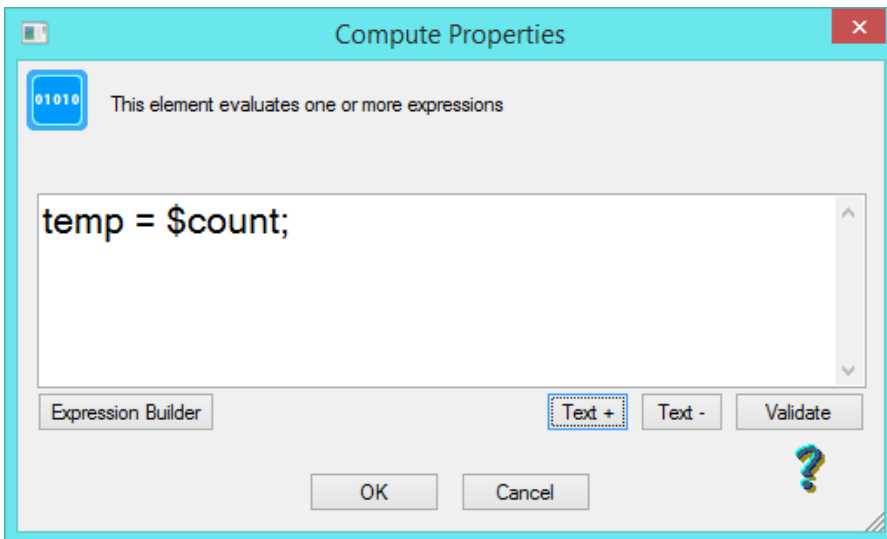 Compute Properties
01010
This element evaluates one or more expressions
temp = $count;
Expression Builder
Text +
Text -
Validate
OK
Cancel